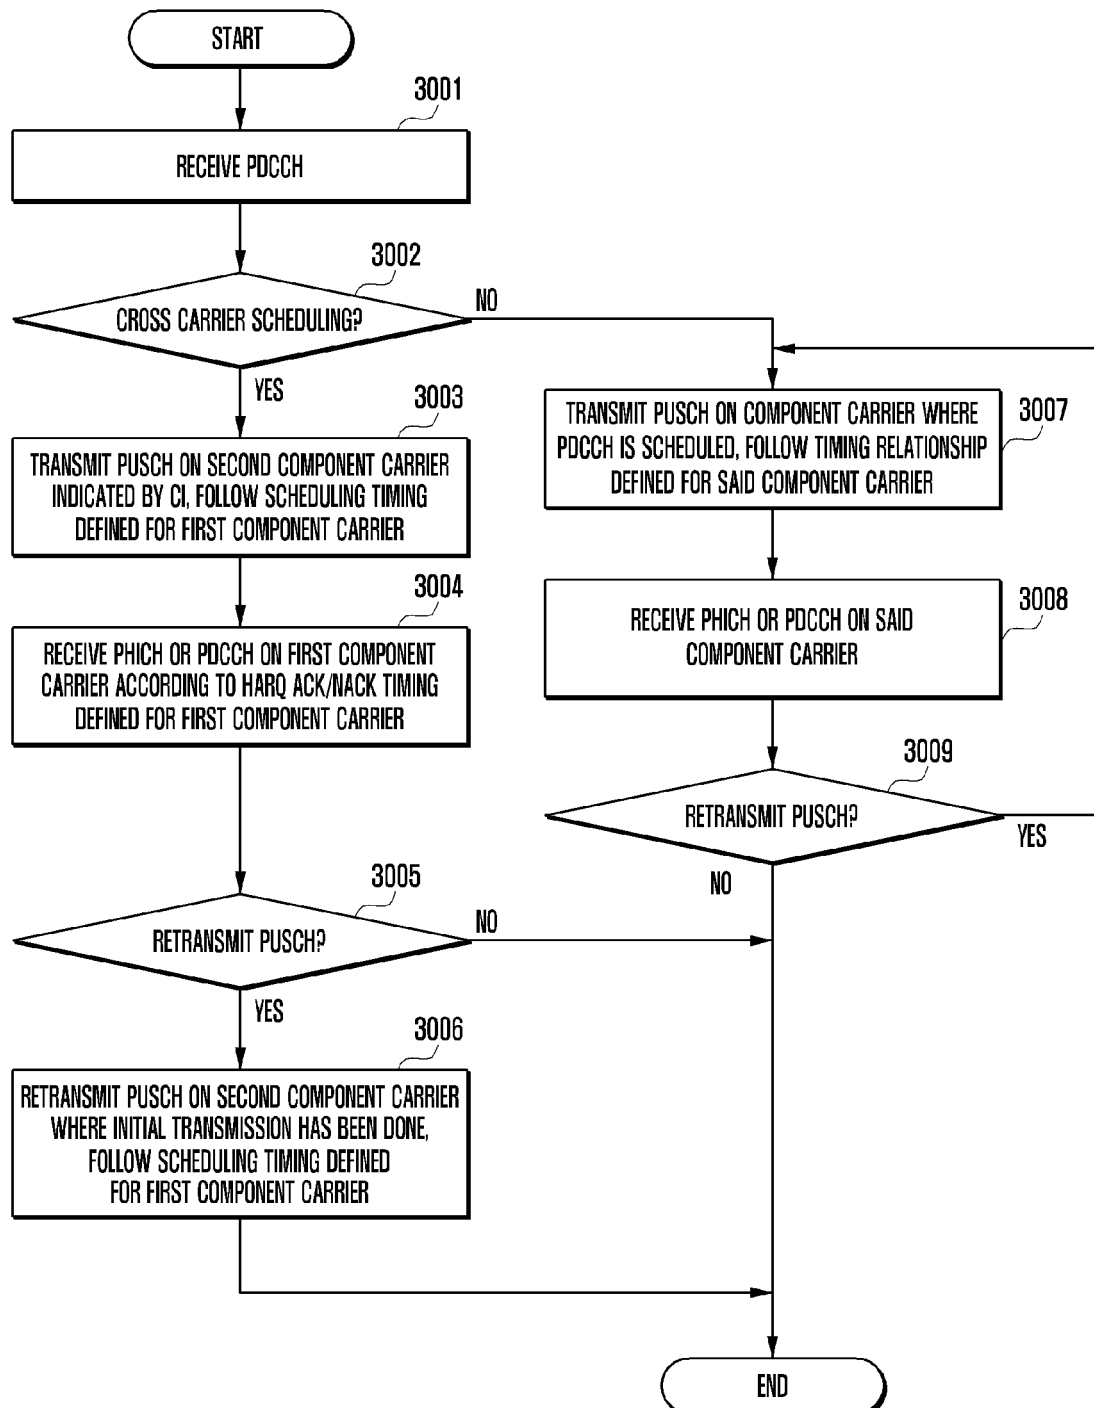 START
3001
RECEIVE PDCCH
3002
CROSS CARRIER SCHEDULING?
NO
YES
3003
TRANSMIT PUSCH ON SECOND COMPONENT CARRIER
INDICATED BY CI, FOLLOW SCHEDULING TIMING
DEFINED FOR FIRST COMPONENT CARRIER
3004
RECEIVE PHICH OR PDCCH ON FIRST COMPONENT
CARRIER ACCORDING TO HARQ ACK/NACK TIMING
DEFINED FOR FIRST COMPONENT CARRIER
3005
RETRANSMIT PUSCH?
NO
YES
3006
RETRANSMIT PUSCH ON SECOND COMPONENT CARRIER
WHERE INITIAL TRANSMISSION HAS BEEN DONE,
FOLLOW SCHEDULING TIMING DEFINED
FOR FIRST COMPONENT CARRIER
TRANSMIT PUSCH ON COMPONENT CARRIER WHERE
PDCCH IS SCHEDULED, FOLLOW TIMING RELATIONSHIP
DEFINED FOR SAID COMPONENT CARRIER
3007
RECEIVE PHICH OR PDCCH ON SAID
COMPONENT CARRIER
3008
3009
RETRANSMIT PUSCH?
YES
NO
END